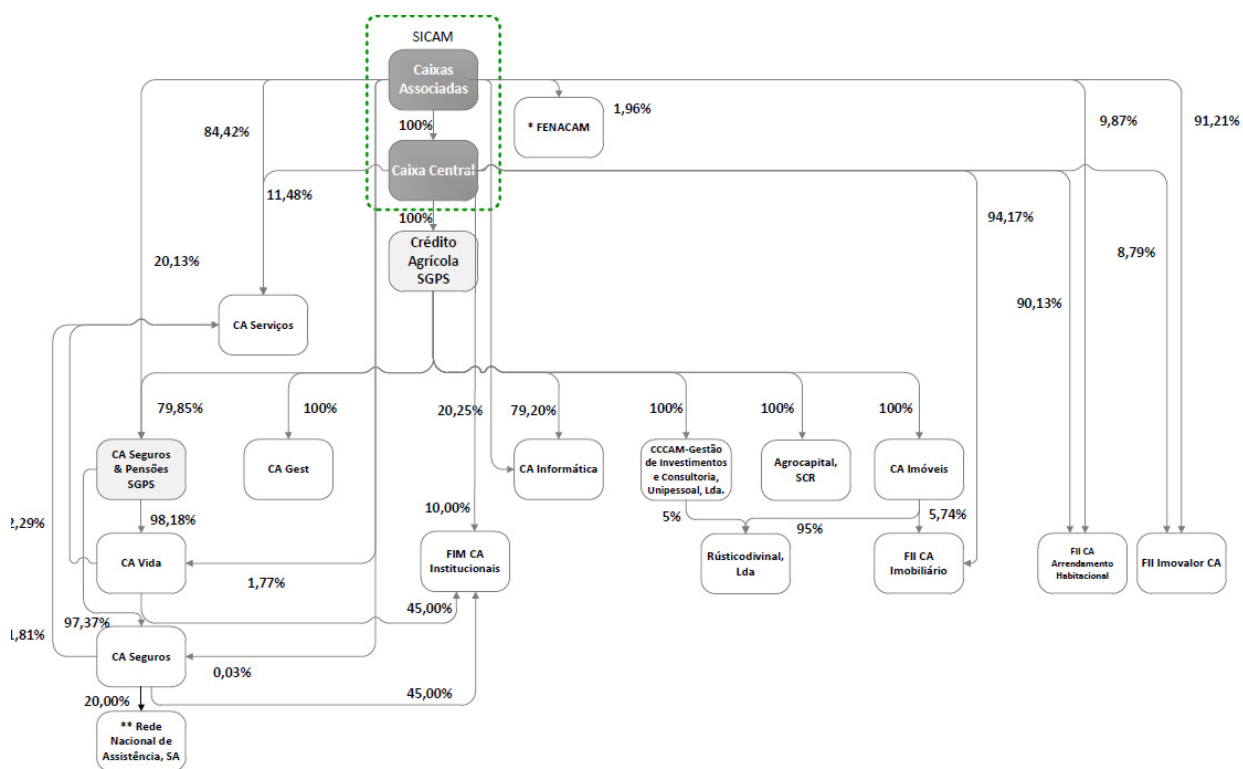 SICAM
Caixas
Associadas
100%
1,96%
* FENACAM
9,87%
91,21%
84,42%
Caixa Central
11,48%
100%
94,17%
Crédito
Agrícola
SGPS
20,13%
8,79%
90,13%
CA Serviços
79,85%
100%
20,25%
79,20%
100%
100%
100%
CA Seguros
& Pensões
SGPS
CA Gest
CA Informática
CCCAM-Gestão
de Investimentos
e Consultoria,
Unipessoal, Lda.
Agrocapital,
SCR
CA Imóveis
2,29%
98,18%
10,00%
5%
95%
5,74%
CA Vida
1,77%
FIM CA
Institucionais
Rústicodivinal,
Lda
FII CA
Imobiliário
FII CA
Arrendamento
Habitacional
FII Imovalor CA
45,00%
97,37%
1,81%
CA Seguros
0,03%
20,00%
45,00%
** Rede
Nacional de
Assistência, SA